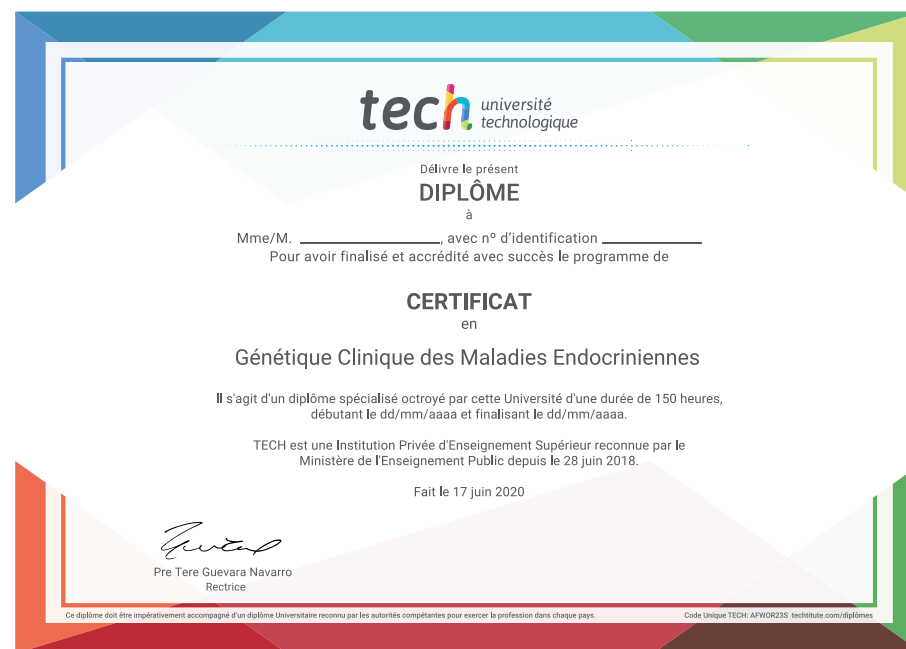 tech université
technologique
Délivre le présent
DIPLÔME
à
Mme/M. ____________________, avec nº d'identification ______________
Pour avoir finalisé et accrédité avec succès le programme de
CERTIFICAT
en
Génétique Clinique des Maladies Endocriniennes
Il s'agit d'un diplôme spécialisé octroyé par cette Université d'une durée de 150 heures,
débutant le dd/mm/aaaa et finalisant le dd/mm/aaaa.
TECH est une Institution Privée d'Enseignement Supérieur reconnue par le
Ministère de l'Enseignement Public depuis le 28 juin 2018.
Fait le 17 juin 2020
Pre Tere Guevara Navarro
Rectrice
Ce diplôme doit être impérativement accompagné d'un diplôme Universitaire reconnu par les autorités compétentes pour exercer la profession dans chaque pays.
Code Unique TECH: AFWOR23S techtitute.com/diplômes